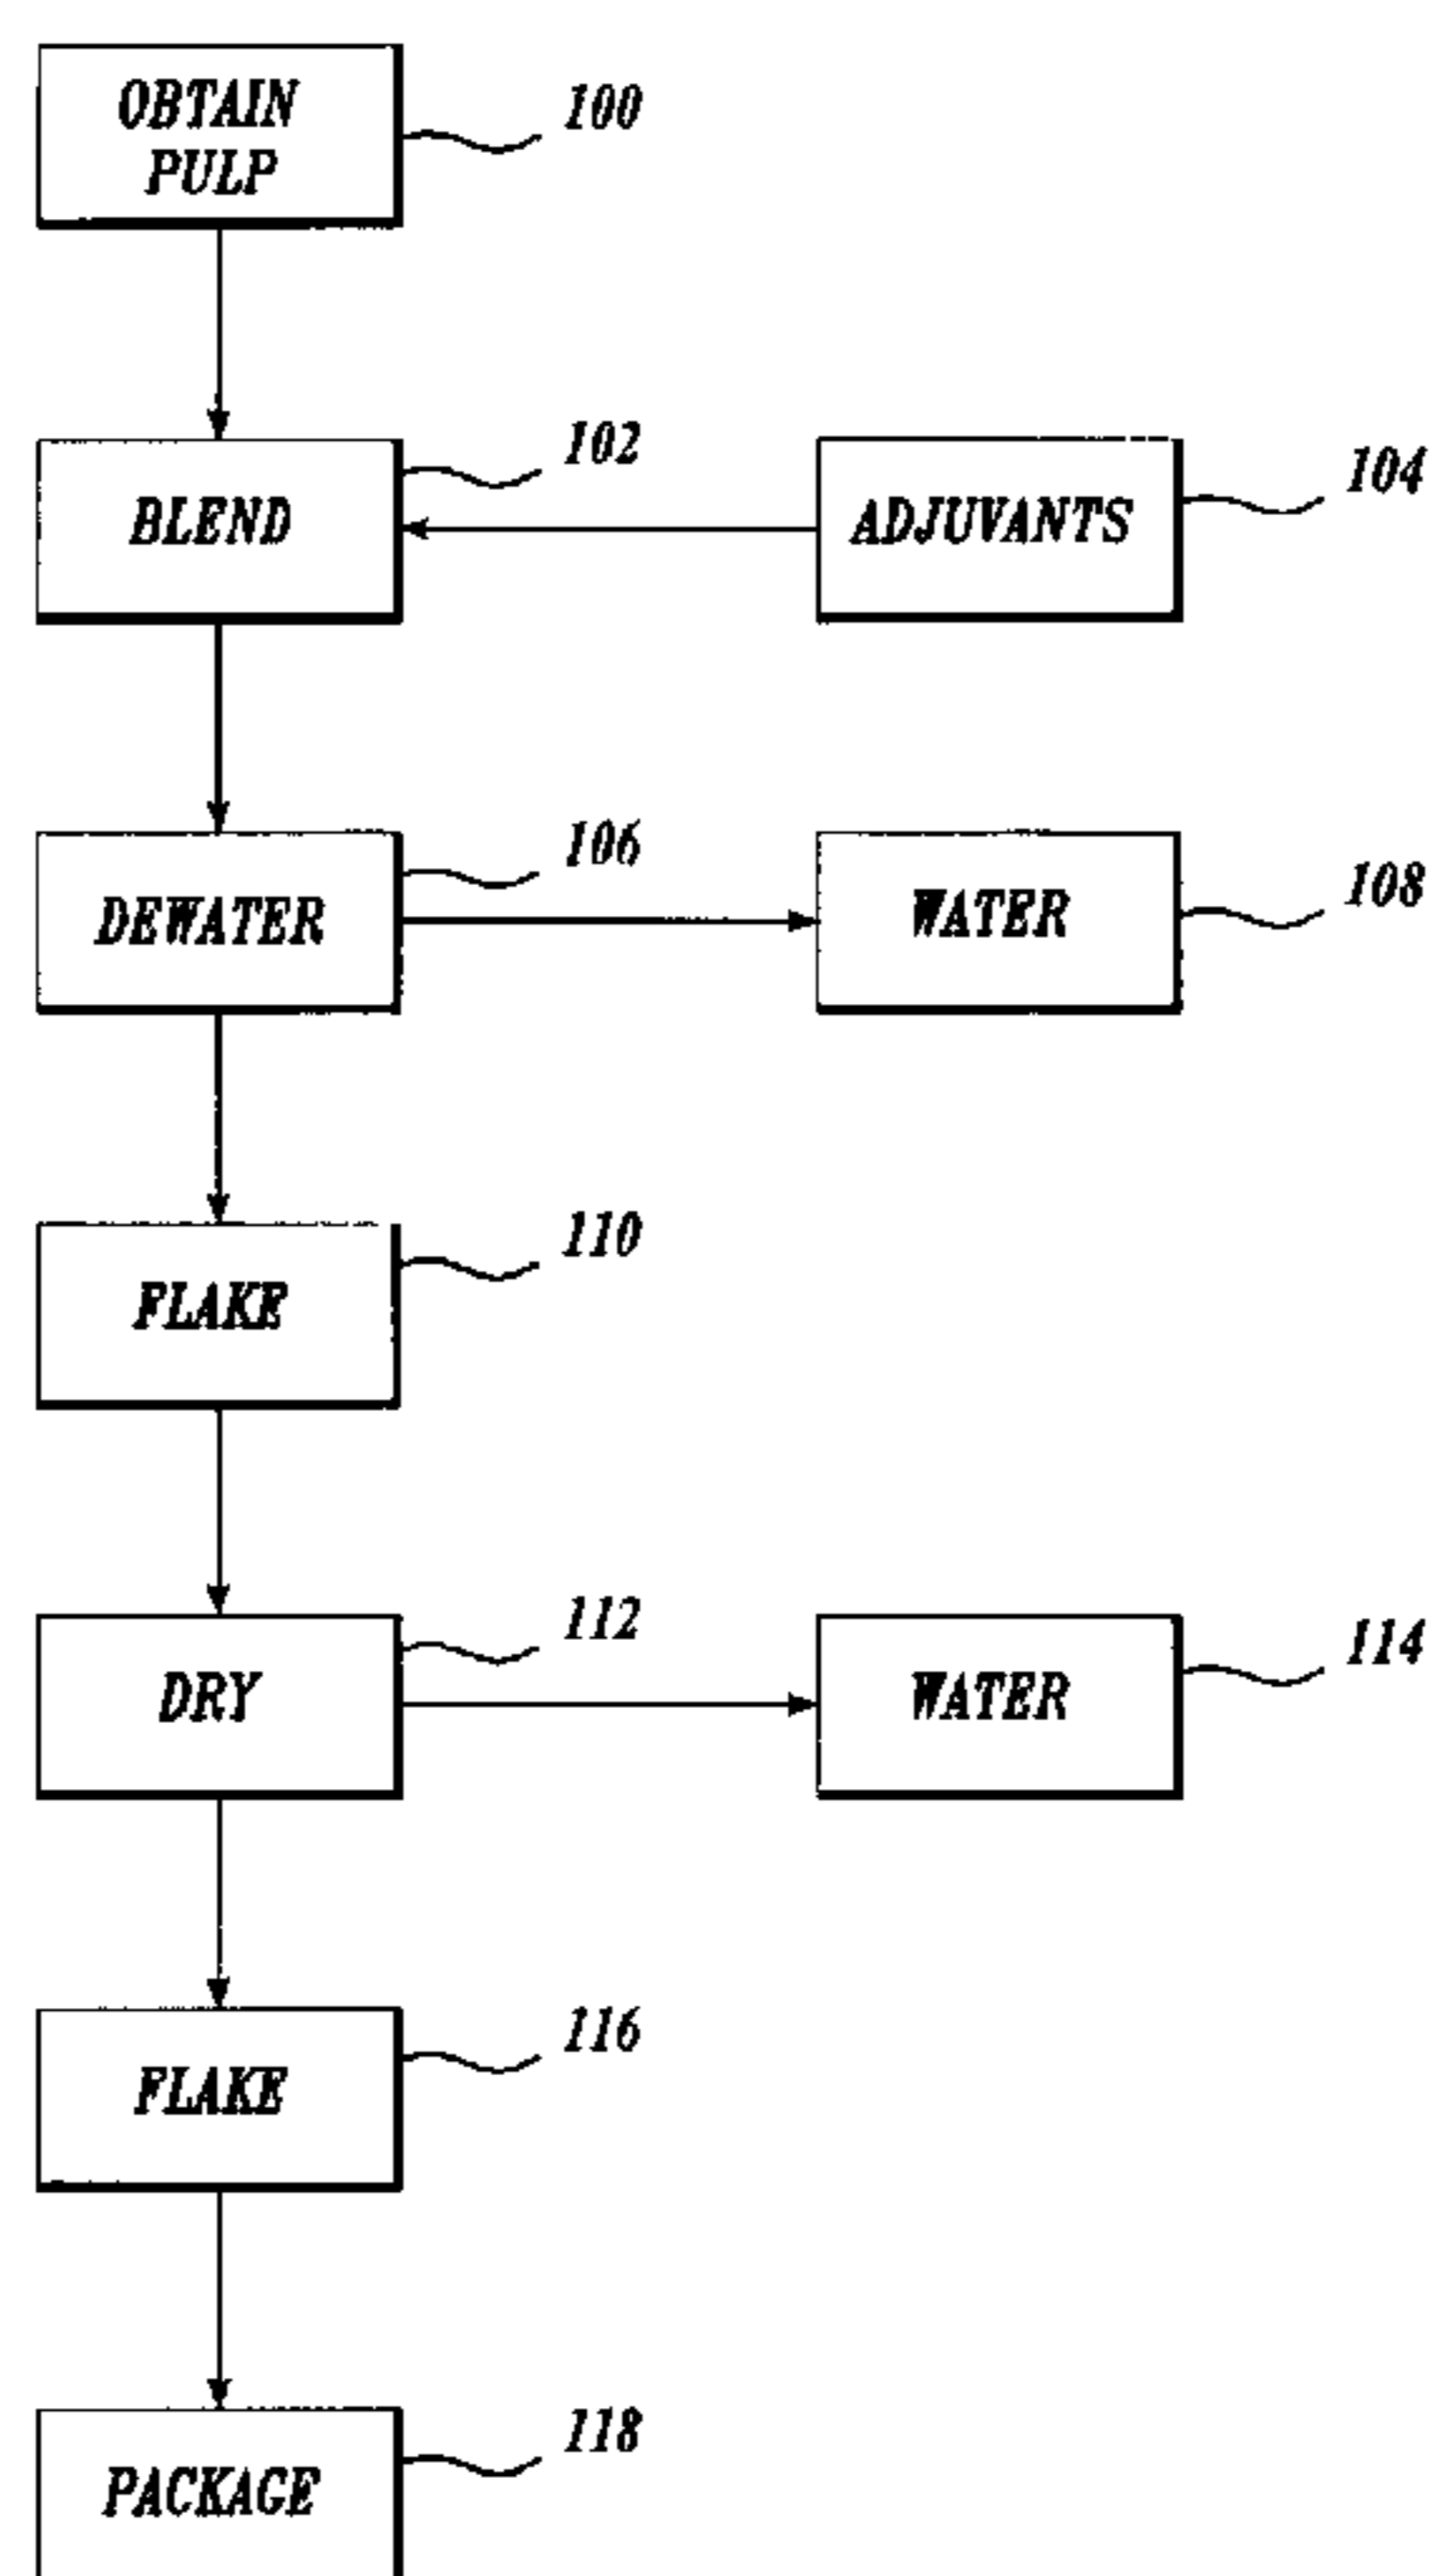 OBTAIN
PULP
100
BLEND
102
ADJUVANTS
104
DEWATER
106
WATER
108
FLAKE
110
DRY
112
WATER
114
FLAKE
116
PACKAGE
118